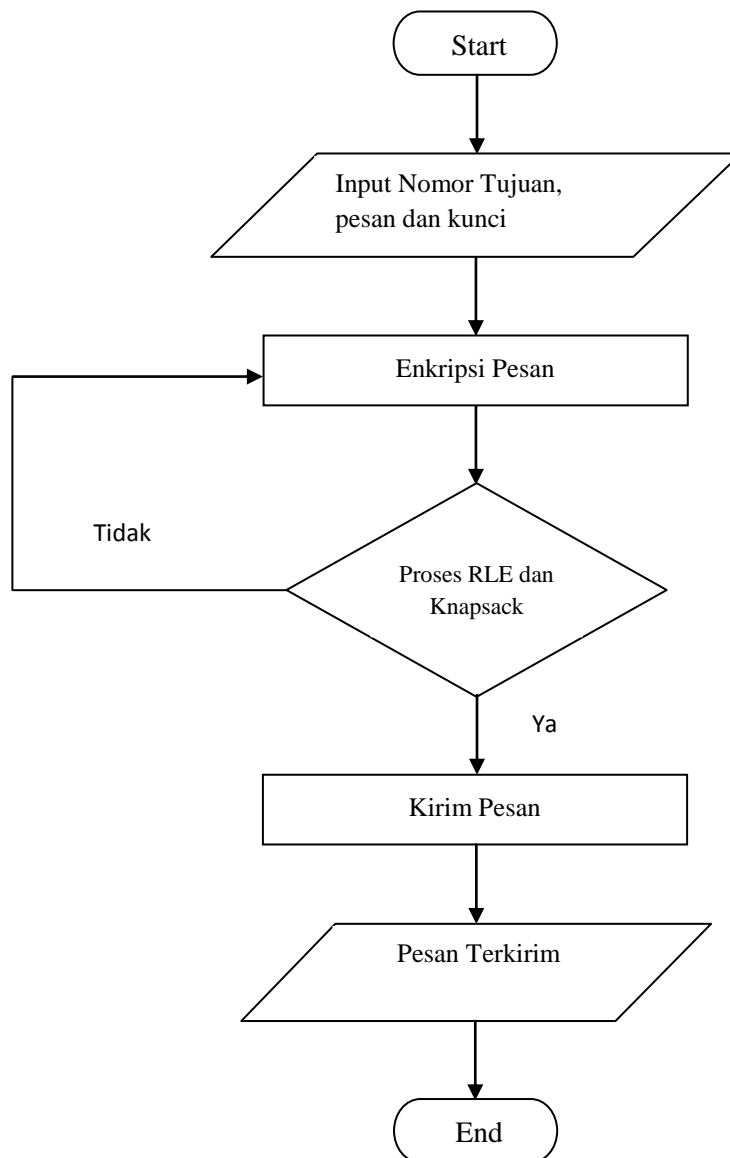 Start
Input Nomor Tujuan,
pesan dan kunci
Enkripsi Pesan
Tidak
Proses RLE dan
Knapsack
Ya
Kirim Pesan
Pesan Terkirim
End